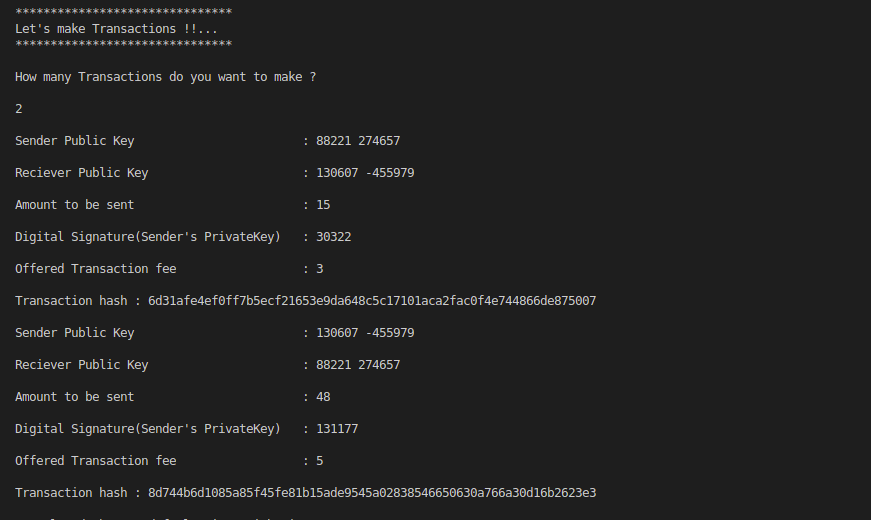 *******************************
Let's make Transactions !!...
*******************************
How many Transactions do you want to make ?
2
Sender Public Key : 88221 274657
Reciever Public Key : 130607 -455979
Amount to be sent : 15
Digital Signature(Sender's PrivateKey) : 30322
Offered Transaction fee : 3
Transaction hash : 6d31afe4ef0ff7b5ecf21653e9da648c5c17101aca2fac0f4e744866de875007
Sender Public Key : 130607 -455979
Reciever Public Key : 88221 274657
Amount to be sent : 48
Digital Signature(Sender's PrivateKey) : 131177
Offered Transaction fee : 5
Transaction hash : 8d744b6d1085a85f45fe81b15ade9545a02838546650630a766a30d16b2623e3